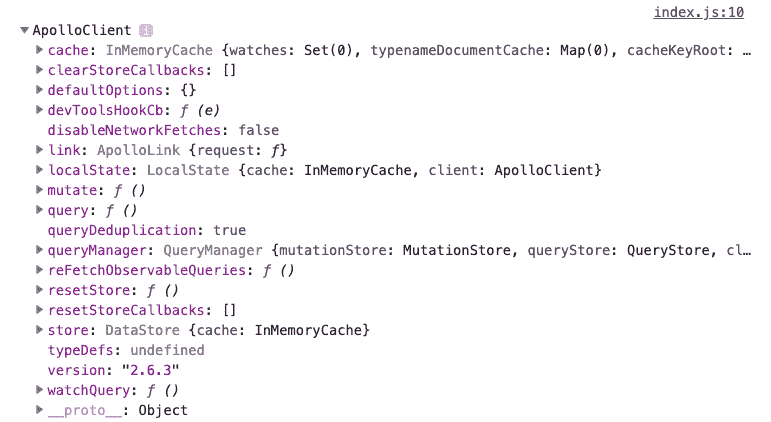 index.js:10
ApolloClient i
cache: InMemoryCache {watches: Set(0), typenameDocumentCache: Map(0), cacheKeyRoot: …
clearStoreCallbacks: []
defaultOptions: {}
devToolsHookCb: ƒ (e)
disableNetworkFetches: false
link: ApolloLink {request: ƒ}
localState: LocalState {cache: InMemoryCache, client: ApolloClient}
mutate: ƒ ()
query: ƒ ()
queryDeduplication: true
queryManager: QueryManager {mutationStore: MutationStore, queryStore: QueryStore, cl…
reFetchObservableQueries: ƒ ()
resetStore: ƒ ()
resetStoreCallbacks: []
store: DataStore {cache: InMemoryCache}
typeDefs: undefined
version: "2.6.3"
watchQuery: ƒ ()
__proto__: Object